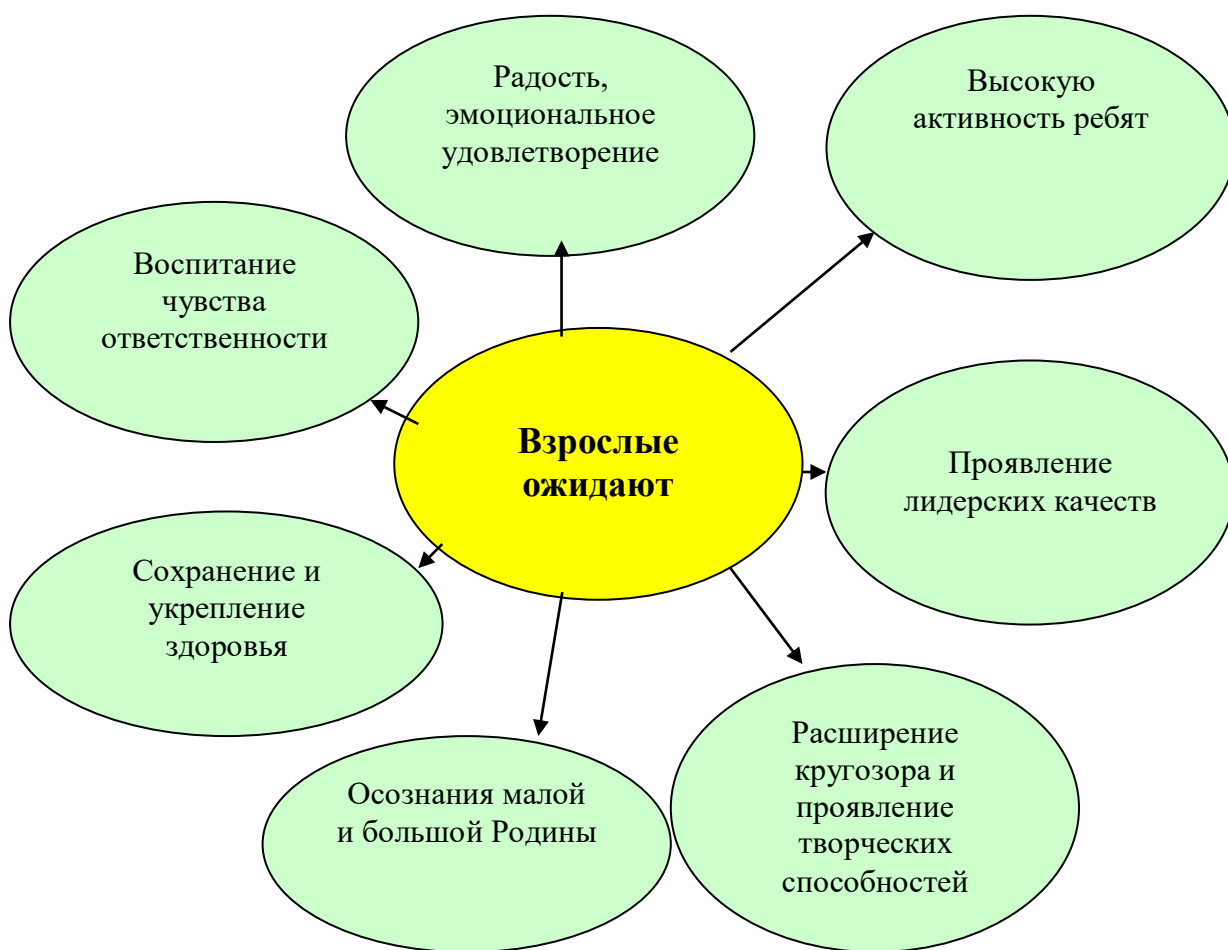 Радость,
эмоциональное
удовлетворение
Высокую
активность ребят
Воспитание
чувства
ответственности
Взрослые
ожидают
Проявление
лидерских качеств
Сохранение и
укрепление
здоровья
Осознания малой
и большой Родины
Расширение
кругозора и
проявление
творческих
способностей